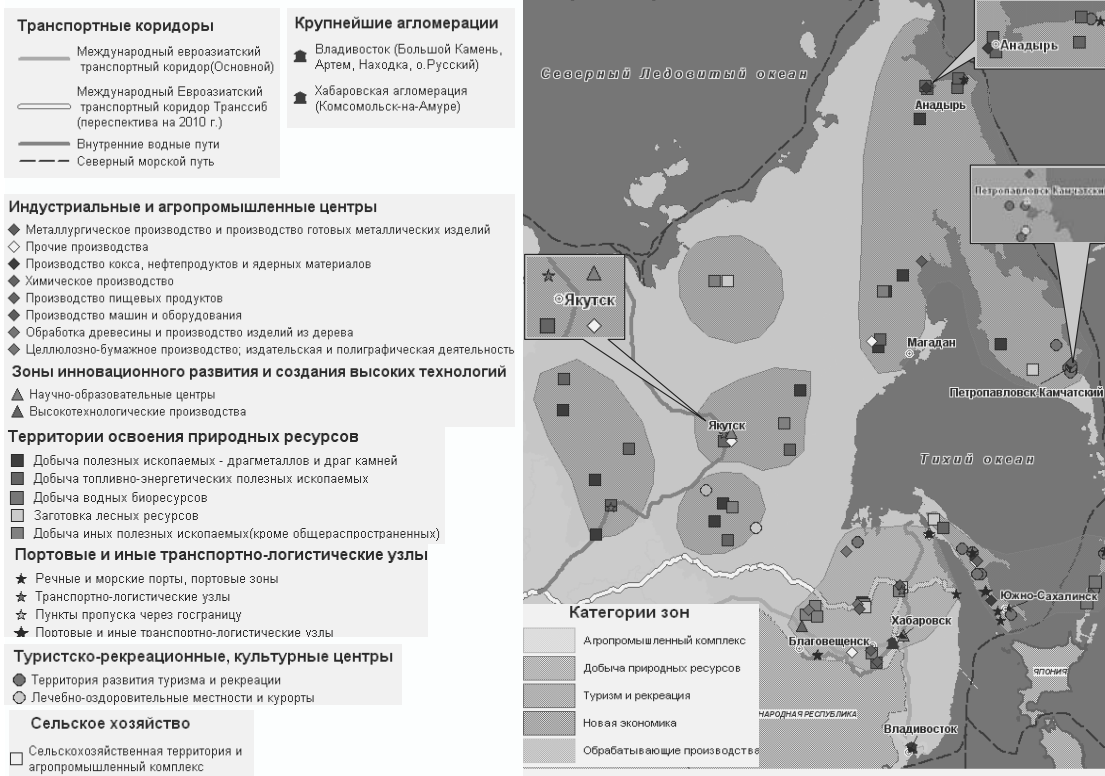 Транспортные коридоры
Международный евроазиатский
транспортный коридор(Основной)
Международный Евроазиатский
транспортный коридор Транссиб
(переспектива на 2010 г.)
Внутренние водные пути
Северный морской путь
Крупнейшие агломерации
Владивосток (Большой Камень,
Артем, Находка, о.Русский)
Хабаровская агломерация
(Комсомольск-на-Амуре)
Индустриальные и агропромышленные центры
Металлургическое производство и производство готовых металлических изделий
Прочие производства
Производство кокса, нефтепродуктов и ядерных материалов
Химическое производство
Производство пищевых продуктов
Производство машин и оборудования
Обработка древесины и производство изделий из дерева
Целлюлозно-бумажное производство; издательская и полиграфическая деятельность
Зоны инновационного развития и создания высоких технологий
Научно-образовательные центры
Высокотехнологические производства
Территории освоения природных ресурсов
Добыча полезных ископаемых - драгметаллов и драг камней
Добыча топливно-энергетических полезных ископаемых
Добыча водных биоресурсов
Заготовка лесных ресурсов
Добыча иных полезных ископаемых(кроме общераспространенных)
Портовые и иные транспортно-логистические узлы
Речные и морские порты, портовые зоны
Транспортно-логистические узлы
Пункты пропуска через госграницу
Портовые и иные транспортно-логистические узлы
Туристско-рекреационные, культурные центры
Территория развития туризма и рекреации
Лечебно-оздоровительные местности и курорты
Сельское хозяйство
Сельскохозяйственная территория и
агропромышленный комплекс
Северный Ледовитый океан
Анадырь
Анадырь
Петропавловск Камчатский
Якутск
Магадан
Петропавловск Камчатский
Якутск
Тихий океан
Южно-Сахалинск
Хабаровск
Благовещенск
ЯПОНИЯ
НАРОДНАЯ РЕСПУБЛИКА
Владивосток
Категории зон
Агропромышленный комплекс
Добыча природных ресурсов
Туризм и рекреация
Новая экономика
Обрабатывающие производства